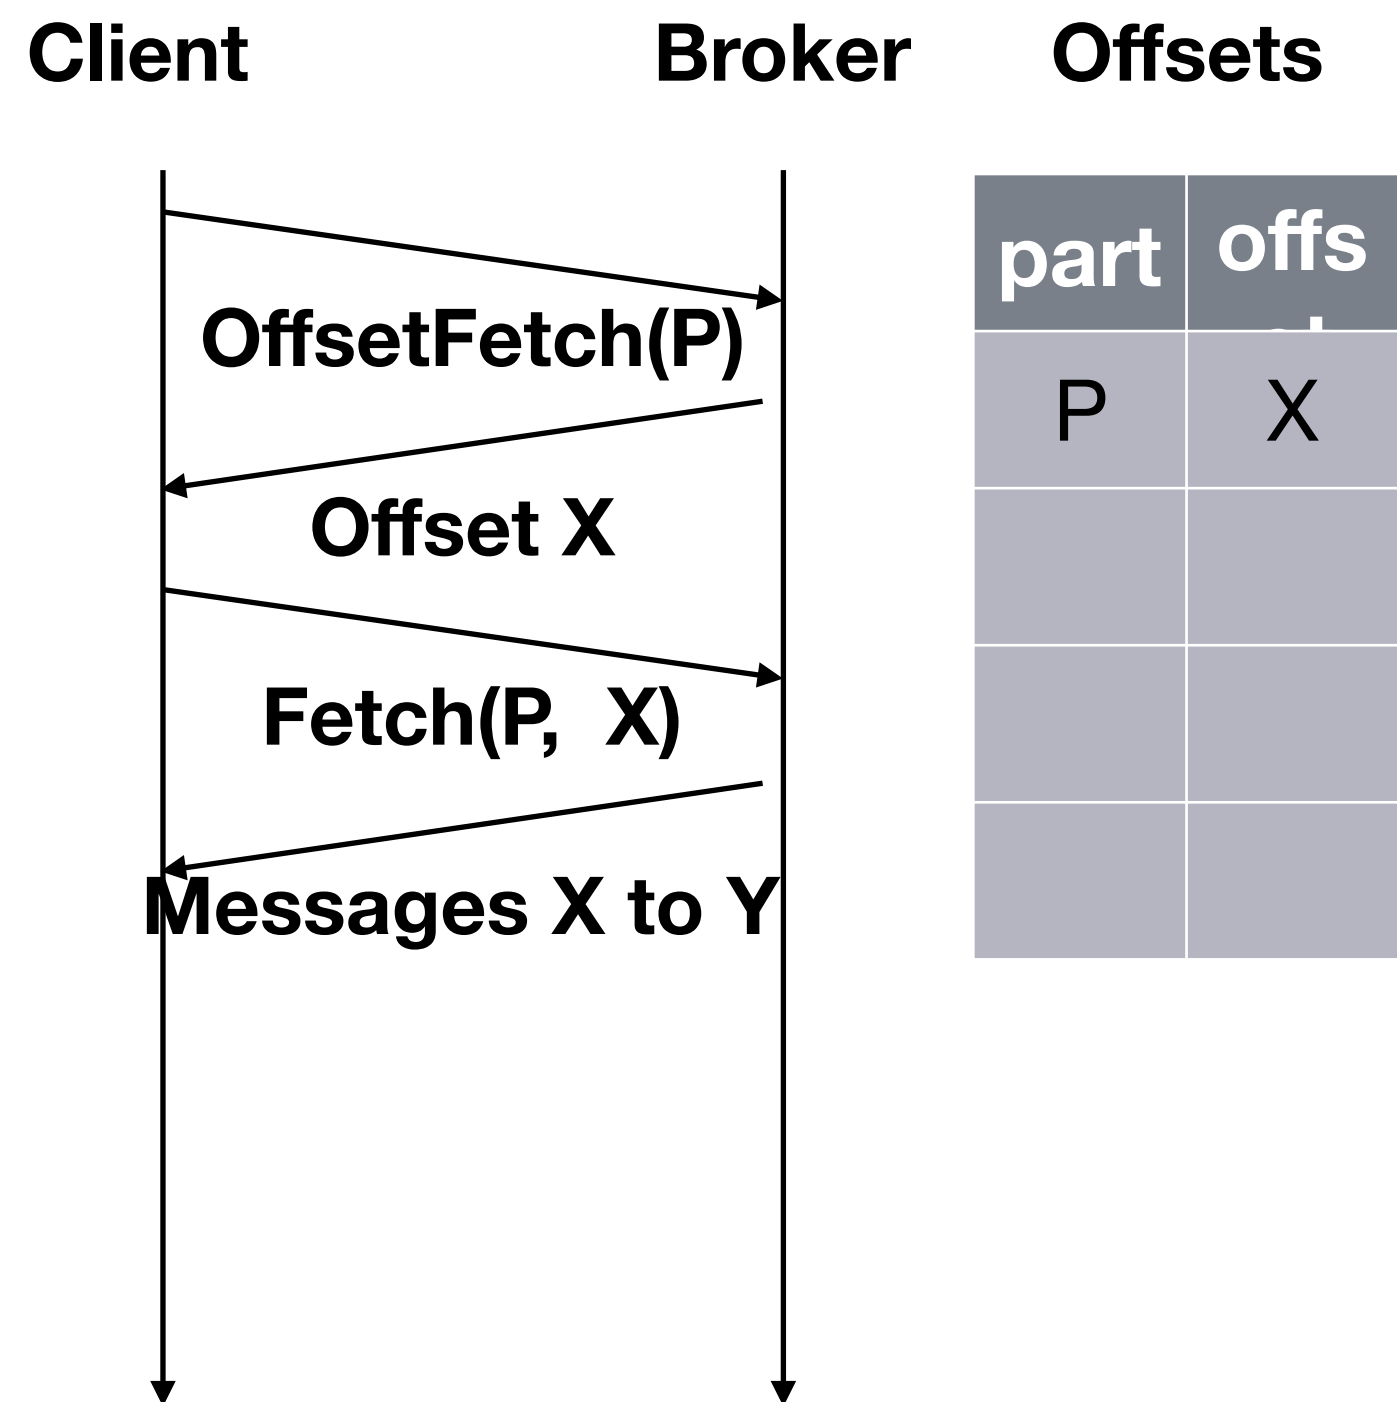 Client Broker Offsets
part offs
P X
OffsetFetch(P)
Offset X
Fetch(P, X)
Messages X to Y